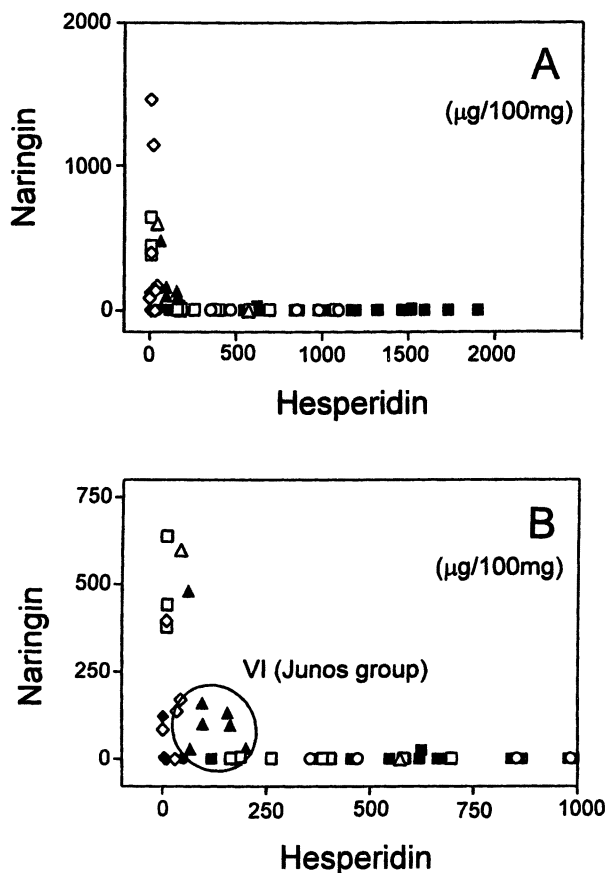 2000
A
(μg/100mg)
Naringin
1000
0
0 500 1000 1500 2000
Hesperidin
750
B
(μg/100mg)
Naringin
500
VI (Junos group)
250
0
0 250 500 750 1000
Hesperidin